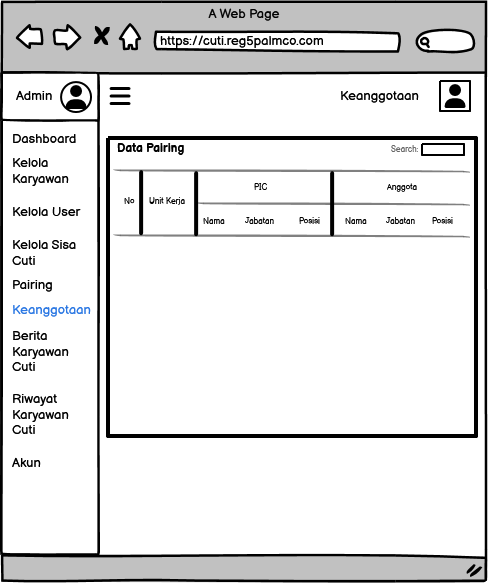 A Web Page
https://cuti.reg5palmco.com
Admin
Keanggotaan
Dashboard
Kelola
Karyawan
Kelola User
Kelola Sisa
Cuti
Pairing
Keanggotaan
Berita
Karyawan
Cuti
Riwayat
Karyawan
Cuti
Akun
Data Pairing
Search:
No
Unit Kerja
PIC
Anggota
Nama Jabatan Posisi Nama Jabatan Posisi